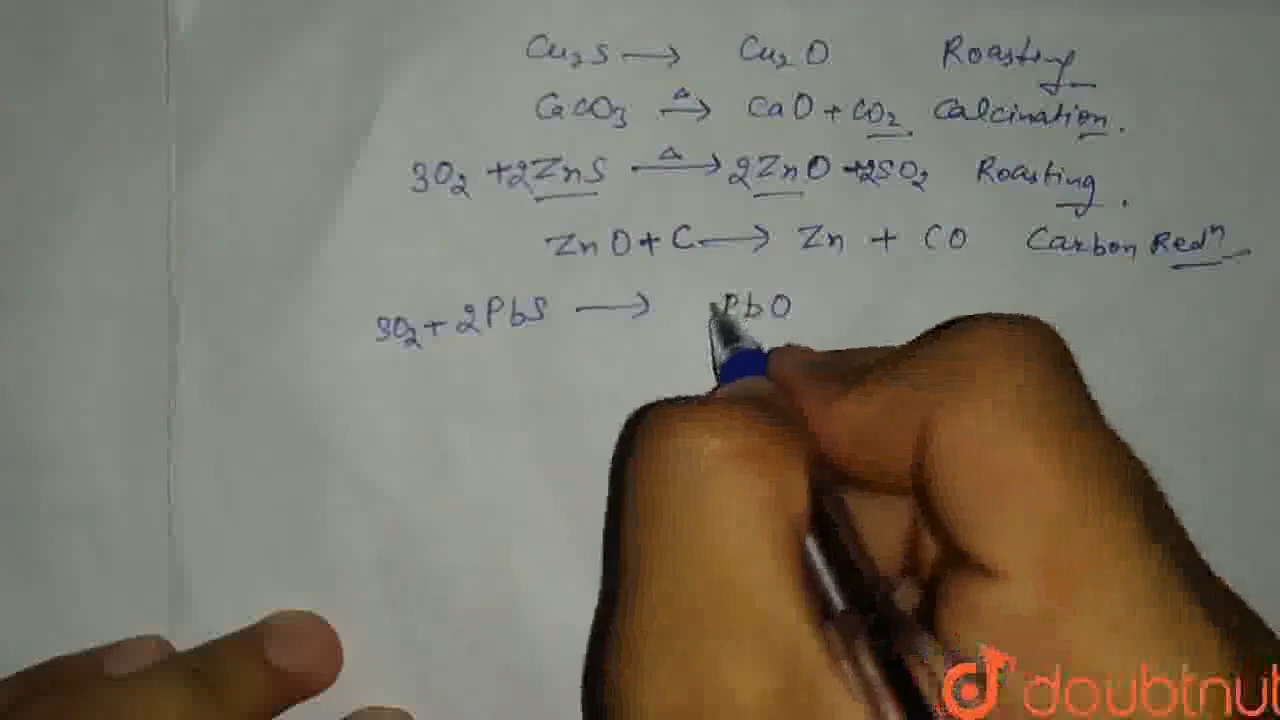 Cu₂S ⟶ Cu₂O Roasting
CaCO₃ —Δ→ CaO + CO₂ Calcination.
3O₂ + 2ZnS —Δ→ 2ZnO + 2SO₂ Roasting.
ZnO + C ⟶ Zn + CO Carbon Redⁿ
3O₂ + 2PbS ⟶ PbO
doubtnut